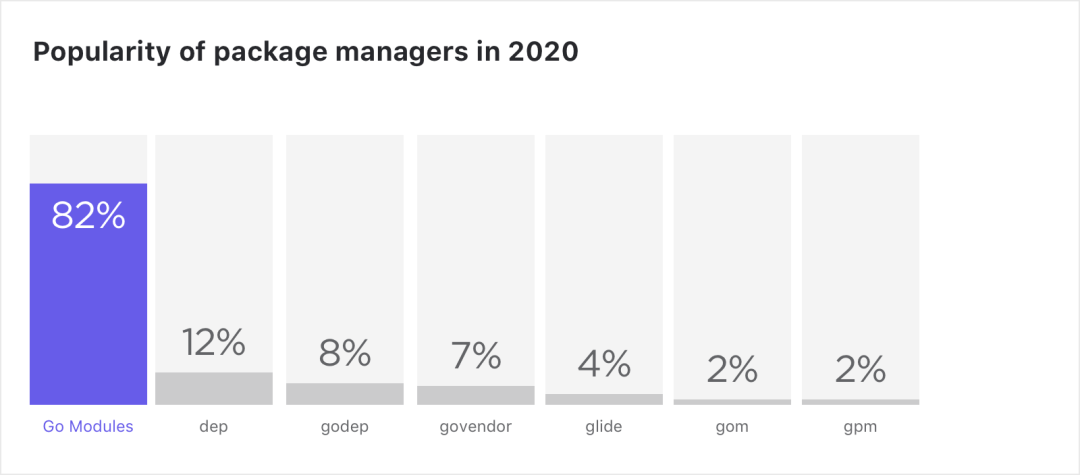 Popularity of package managers in 2020
82%
12%
8%
7%
4%
2%
2%
Go Modules
dep
godep
govendor
glide
gom
gpm